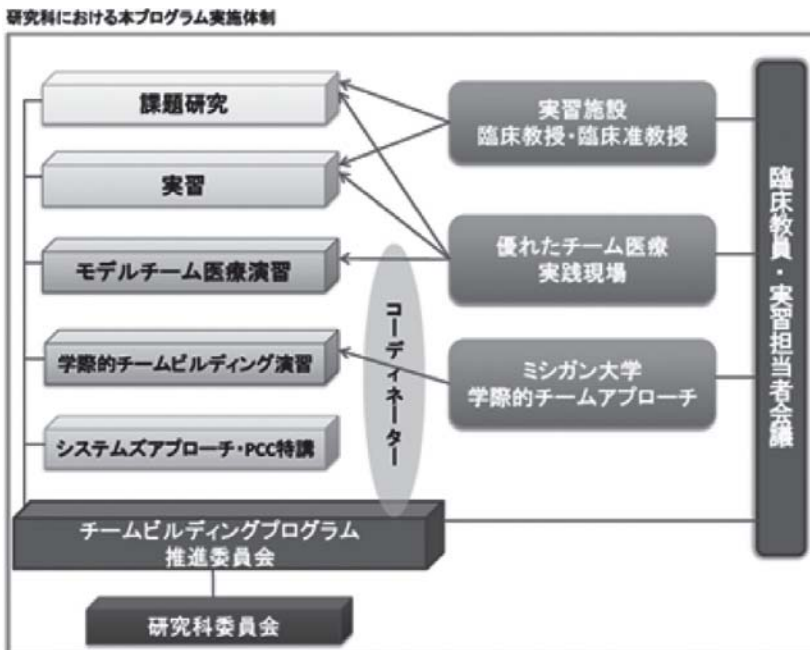 研究科における本プログラム実施体制
課題研究
実習
モデルチーム医療演習
学際的チームビルディング演習
システムズアプローチ・PCC特講
チームビルディングプログラム
推進委員会
研究科委員会
コーディネーター
実習施設
臨床教授・臨床准教授
優れたチーム医療
実践現場
ミシガン大学
学際的チームアプローチ
臨床教員・実習担当者会議